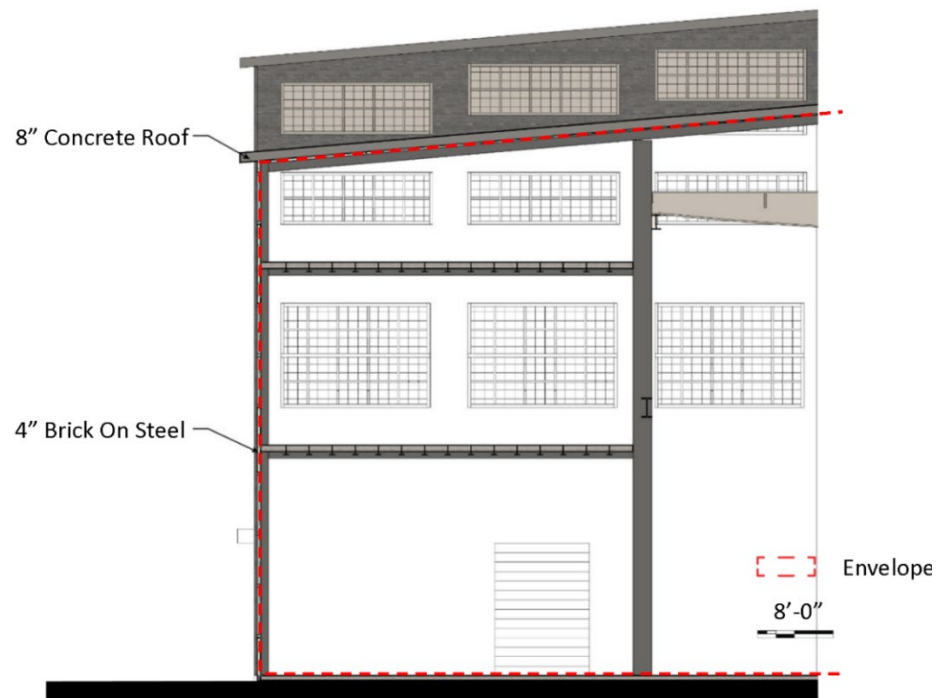 8” Concrete Roof
4” Brick On Steel
Envelope
8’-0”